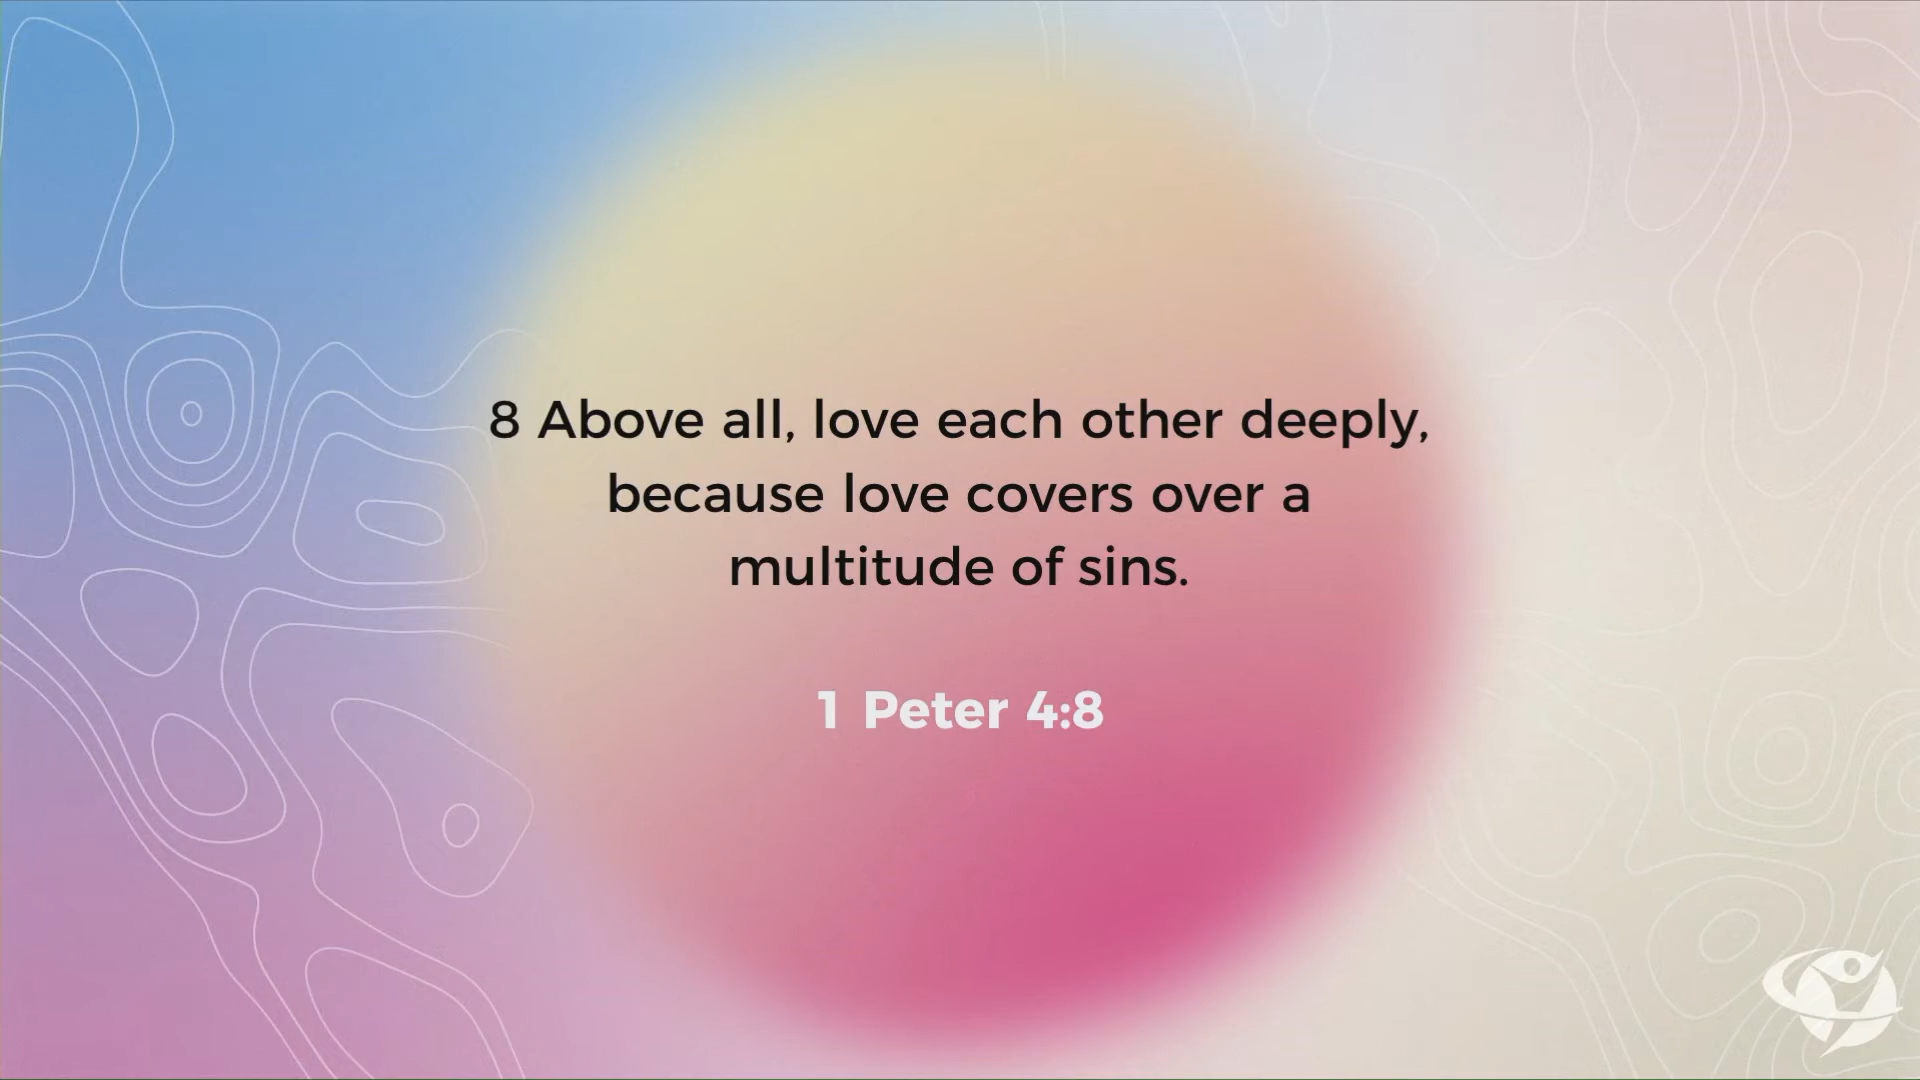 8 Above all, love each other deeply,
because love covers over a
multitude of sins.
1 Peter 4:8